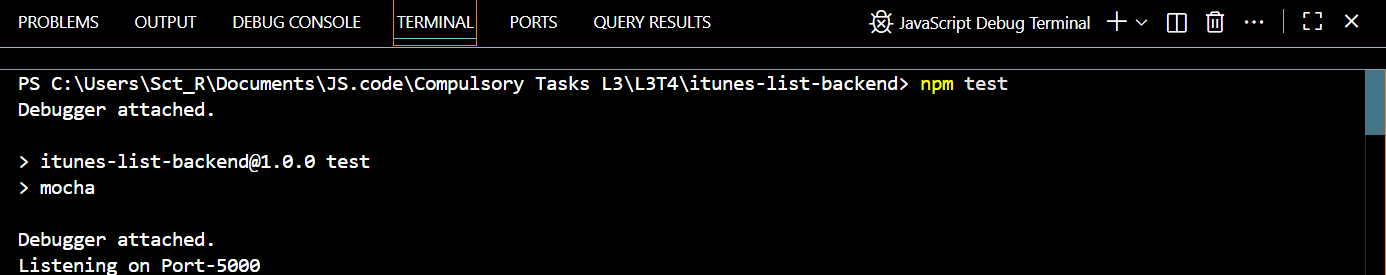 PROBLEMS OUTPUT DEBUG CONSOLE TERMINAL PORTS QUERY RESULTS JavaScript Debug Terminal
PS C:\Users\Sct_R\Documents\JS.code\Compulsory Tasks L3\L3T4\itunes-list-backend> npm test
Debugger attached.
> itunes-list-backend@1.0.0 test
> mocha
Debugger attached.
Listening on Port-5000